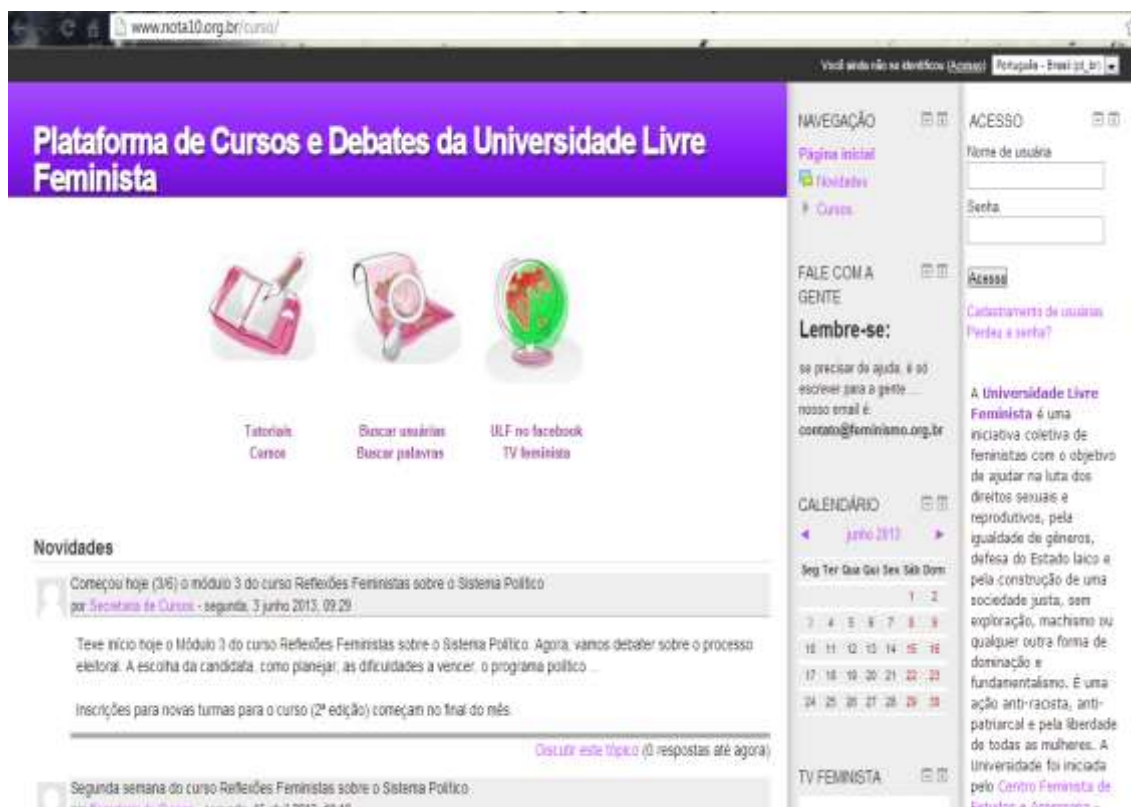 www.nota10.org.br/curso/
Você ainda não se identificou (Acesso) Português - Brasil (pt_br)
Plataforma de Cursos e Debates da Universidade Livre
Feminista
Tutoriais
Cursos
Buscar usuárias
Buscar palavras
ULF no facebook
TV feminista
Novidades
Começou hoje (3/6) o módulo 3 do curso Reflexões Feministas sobre o Sistema Político
por Secretaria de Cursos - segunda, 3 junho 2013, 09:29
Teve início hoje o Módulo 3 do curso Reflexões Feministas sobre o Sistema Político. Agora, vamos debater sobre o processo
eleitoral. A escolha da candidata, como planejar, as dificuldades a vencer, o programa político ...
Inscrições para novas turmas para o curso (2ª edição) começam no final do mês.
Discutir este tópico (0 respostas até agora)
Segunda semana do curso Reflexões Feministas sobre o Sistema Político
NAVEGAÇÃO
Página inicial
Novidades
Cursos
FALE COM A
GENTE
Lembre-se:
se precisar de ajuda, é só
escrever para a gente ...
nosso email é:
contato@feminismo.org.br
CALENDÁRIO
junho 2013
Seg Ter Qua Qui Sex Sáb Dom
1 2
3 4 5 6 7 8 9
10 11 12 13 14 15 16
17 18 19 20 21 22 23
24 25 26 27 28 29 30
TV FEMINISTA
ACESSO
Nome de usuária
Senha
Acesso
Cadastramento de usuárias
Perdeu a senha?
A Universidade Livre
Feminista é uma
iniciativa coletiva de
feministas com o objetivo
de ajudar na luta dos
direitos sexuais e
reprodutivos, pela
igualdade de gêneros,
defesa do Estado laico e
pela construção de uma
sociedade justa, sem
exploração, machismo ou
qualquer outra forma de
dominação e
fundamentalismo. É uma
ação anti-racista, anti-
patriarcal e pela liberdade
de todas as mulheres. A
Universidade foi iniciada
pelo Centro Feminista de